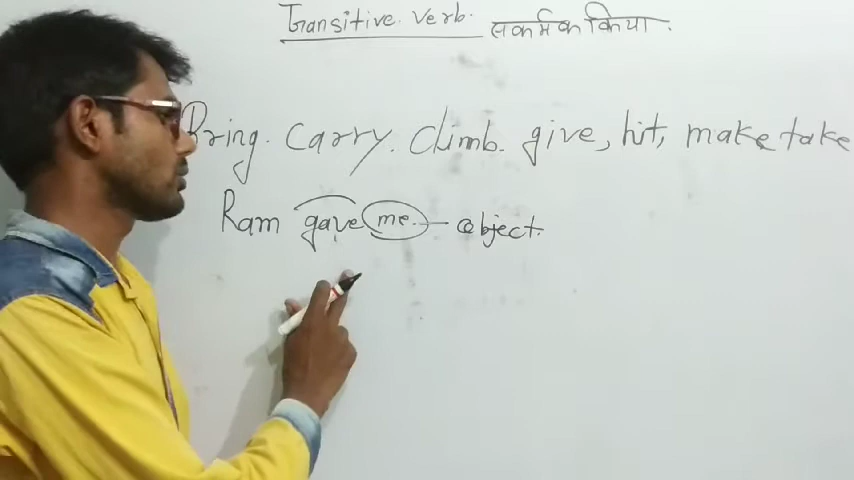 Transitive. Verb. सकर्मक क्रिया.
Bring. Carry. Climb. give, hit, make take
Ram gave me. object.